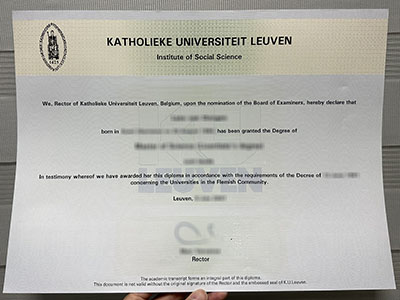 KATHOLIEKE UNIVERSITEIT LEUVEN
Institute of Social Science
We, Rector of Katholieke Universiteit Leuven, Belgium, upon the nomination of the Board of Examiners, hereby declare that
born in has been granted the Degree of
LEUVEN
In testimony whereof we have awarded her this diploma in accordance with the requirements of the Decree of
concerning the Universities in the Flemish Community.
Leuven,
Rector
The academic transcript forms an integral part of this diploma.
This document is not valid without the original signature of the Rector and the embossed seal of K.U.Leuven.